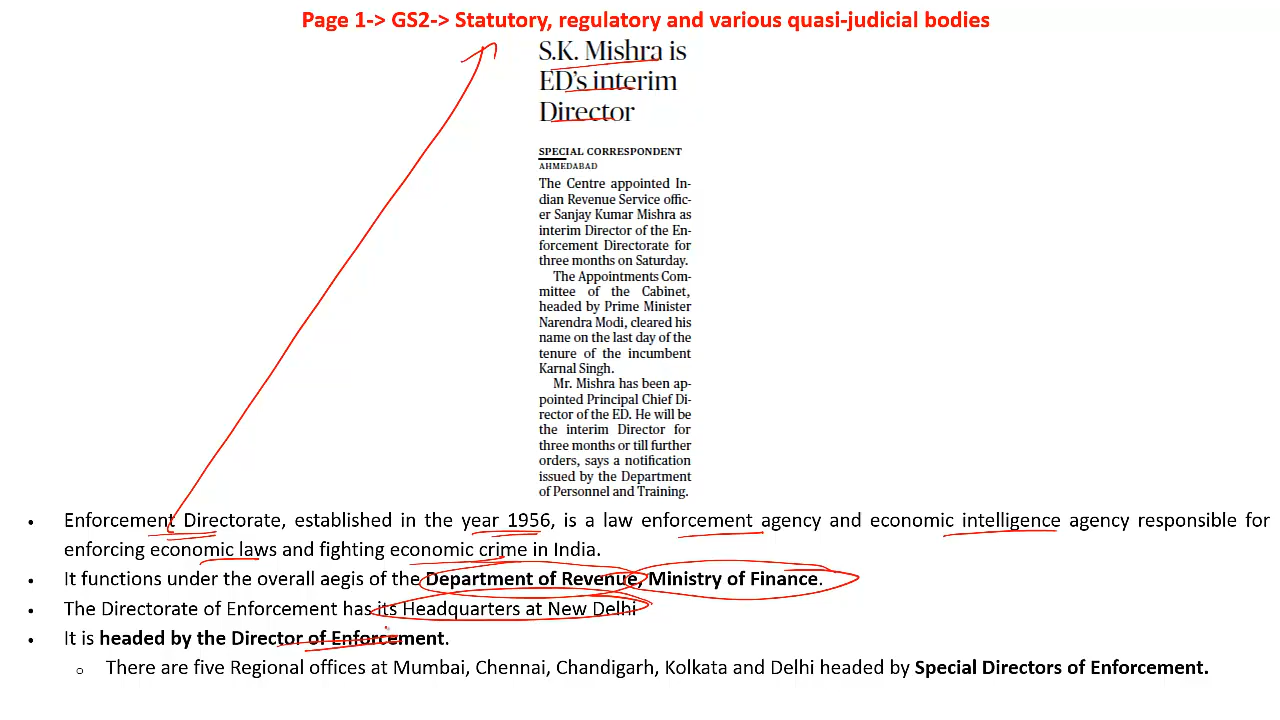 Page 1-> GS2-> Statutory, regulatory and various quasi-judicial bodies
S.K. Mishra is
ED's interim
Director
SPECIAL CORRESPONDENT
AHMEDABAD
The Centre appointed In-
dian Revenue Service offic-
er Sanjay Kumar Mishra as
interim Director of the En-
forcement Directorate for
three months on Saturday.
The Appointments Com-
mittee of the Cabinet,
headed by Prime Minister
Narendra Modi, cleared his
name on the last day of the
tenure of the incumbent
Karnal Singh.
Mr. Mishra has been ap-
pointed Principal Chief Di-
rector of the ED. He will be
the interim Director for
three months or till further
orders, says a notification
issued by the Department
of Personnel and Training.
• Enforcement Directorate, established in the year 1956, is a law enforcement agency and economic intelligence agency responsible for
enforcing economic laws and fighting economic crime in India.
• It functions under the overall aegis of the Department of Revenue, Ministry of Finance.
• The Directorate of Enforcement has its Headquarters at New Delhi
• It is headed by the Director of Enforcement.
o There are five Regional offices at Mumbai, Chennai, Chandigarh, Kolkata and Delhi headed by Special Directors of Enforcement.